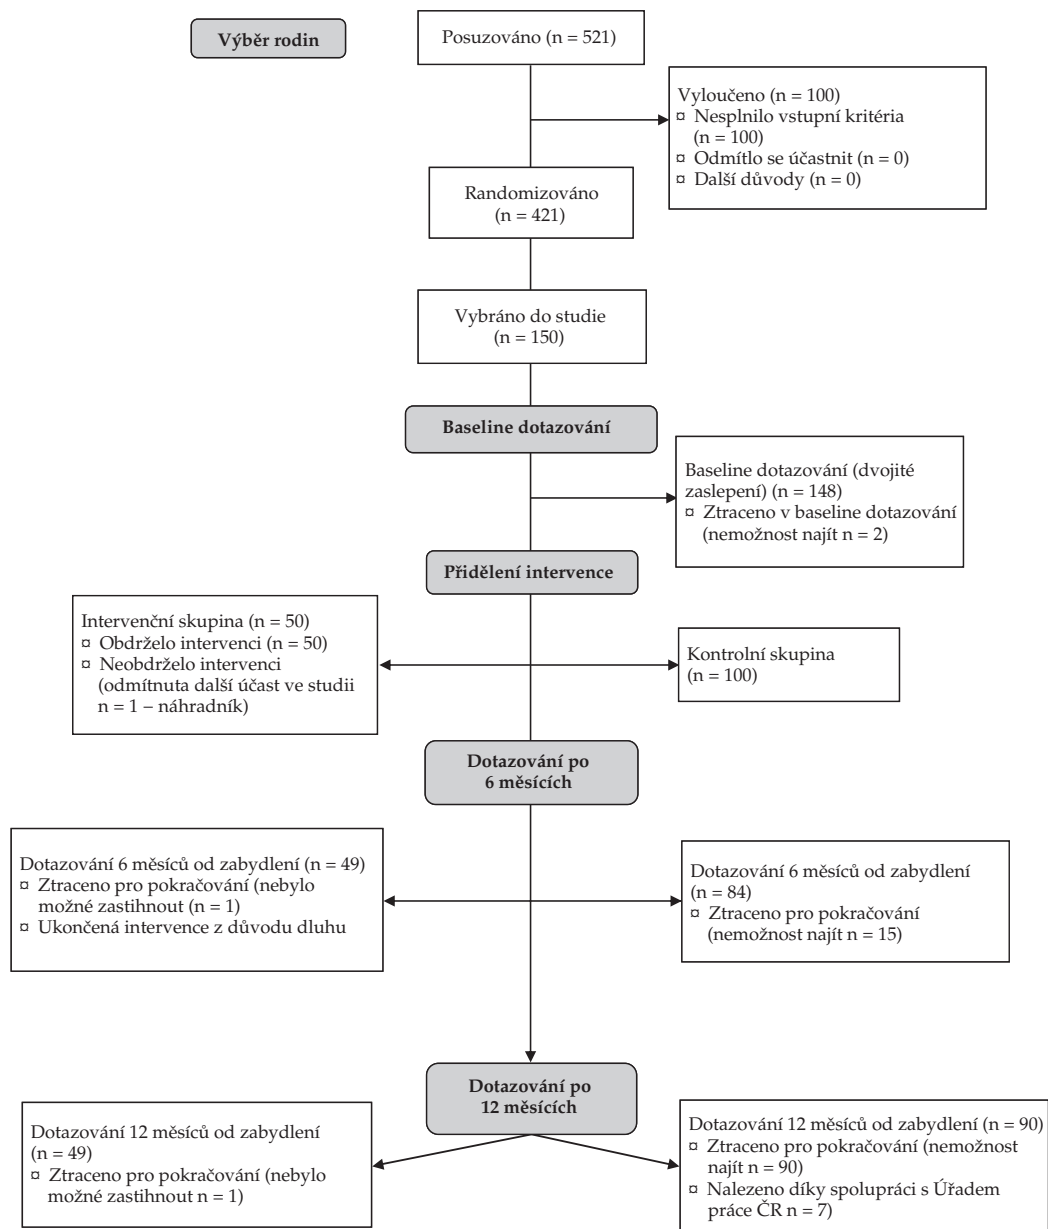 Výběr rodin
Posuzováno (n = 521)
Vyloučeno (n = 100)
¤ Nesplnilo vstupní kritéria
(n = 100)
¤ Odmítlo se účastnit (n = 0)
¤ Další důvody (n = 0)
Randomizováno
(n = 421)
Vybráno do studie
(n = 150)
Baseline dotazování
Baseline dotazování (dvojité
zaslepení) (n = 148)
¤ Ztraceno v baseline dotazování
(nemožnost najít n = 2)
Přidělení intervence
Intervenční skupina (n = 50)
¤ Obdrželo intervenci (n = 50)
¤ Neobdrželo intervenci
(odmítnuta další účast ve studii
n = 1 – náhradník)
Kontrolní skupina
(n = 100)
Dotazování po
6 měsících
Dotazování 6 měsíců od zabydlení (n = 49)
¤ Ztraceno pro pokračování (nebylo
možné zastihnout (n = 1)
¤ Ukončená intervence z důvodu dluhu
Dotazování 6 měsíců od zabydlení
(n = 84)
¤ Ztraceno pro pokračování
(nemožnost najít n = 15)
Dotazování po
12 měsících
Dotazování 12 měsíců od zabydlení
(n = 49)
¤ Ztraceno pro pokračování (nebylo
možné zastihnout n = 1)
Dotazování 12 měsíců od zabydlení (n = 90)
¤ Ztraceno pro pokračování (nemožnost
najít n = 90)
¤ Nalezeno díky spolupráci s Úřadem
práce ČR n = 7)